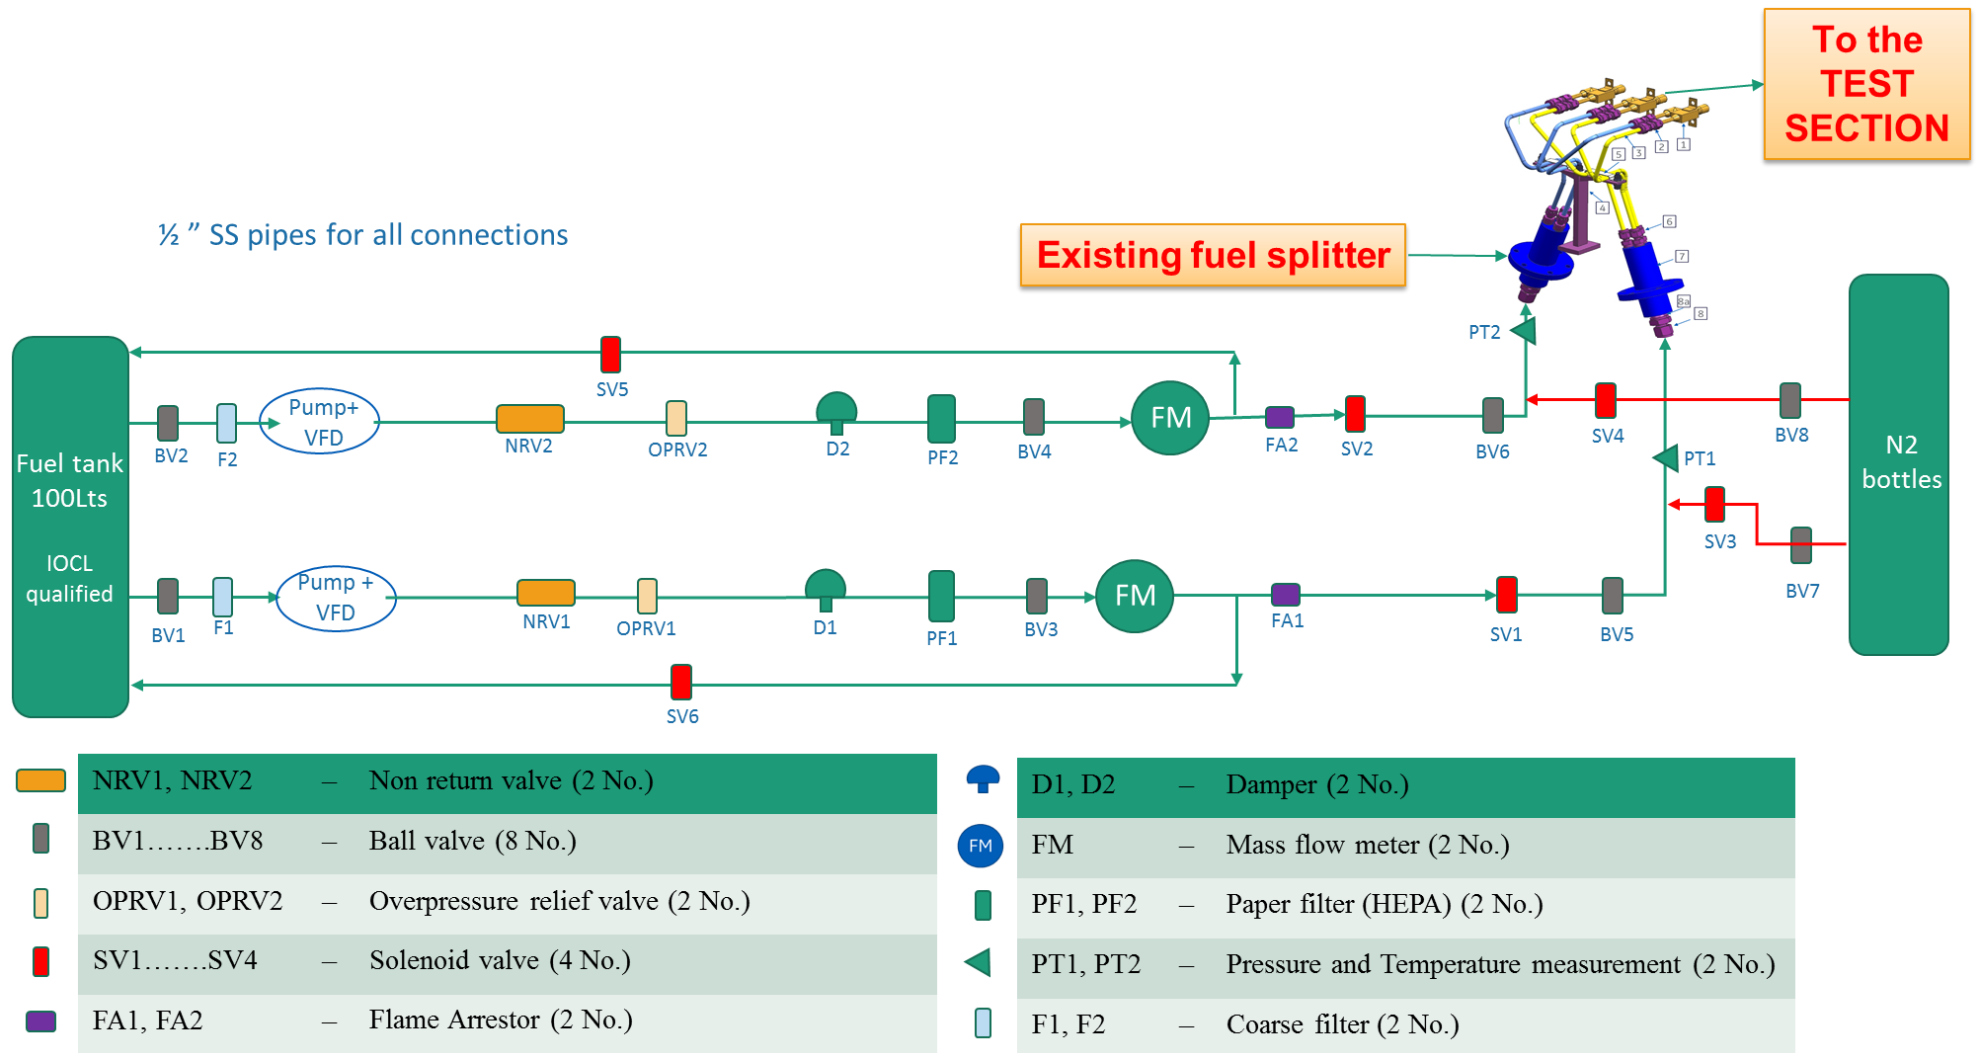 To the
TEST
SECTION
1
2
3
5
4
6
7
8a
8
½ ” SS pipes for all connections
Existing fuel splitter
PT2
SV5
Pump+
VFD
BV2
F2
NRV2
OPRV2
D2
PF2
BV4
FM
FA2
SV2
BV6
SV4
BV8
PT1
N2
bottles
Fuel tank
100Lts
IOCL
qualified
SV3
BV7
Pump +
VFD
BV1
F1
NRV1
OPRV1
D1
PF1
BV3
FM
FA1
SV1
BV5
SV6
NRV1, NRV2 – Non return valve (2 No.)
BV1…….BV8 – Ball valve (8 No.)
OPRV1, OPRV2 – Overpressure relief valve (2 No.)
SV1…….SV4 – Solenoid valve (4 No.)
FA1, FA2 – Flame Arrestor (2 No.)
D1, D2 – Damper (2 No.)
FM FM – Mass flow meter (2 No.)
PF1, PF2 – Paper filter (HEPA) (2 No.)
PT1, PT2 – Pressure and Temperature measurement (2 No.)
F1, F2 – Coarse filter (2 No.)